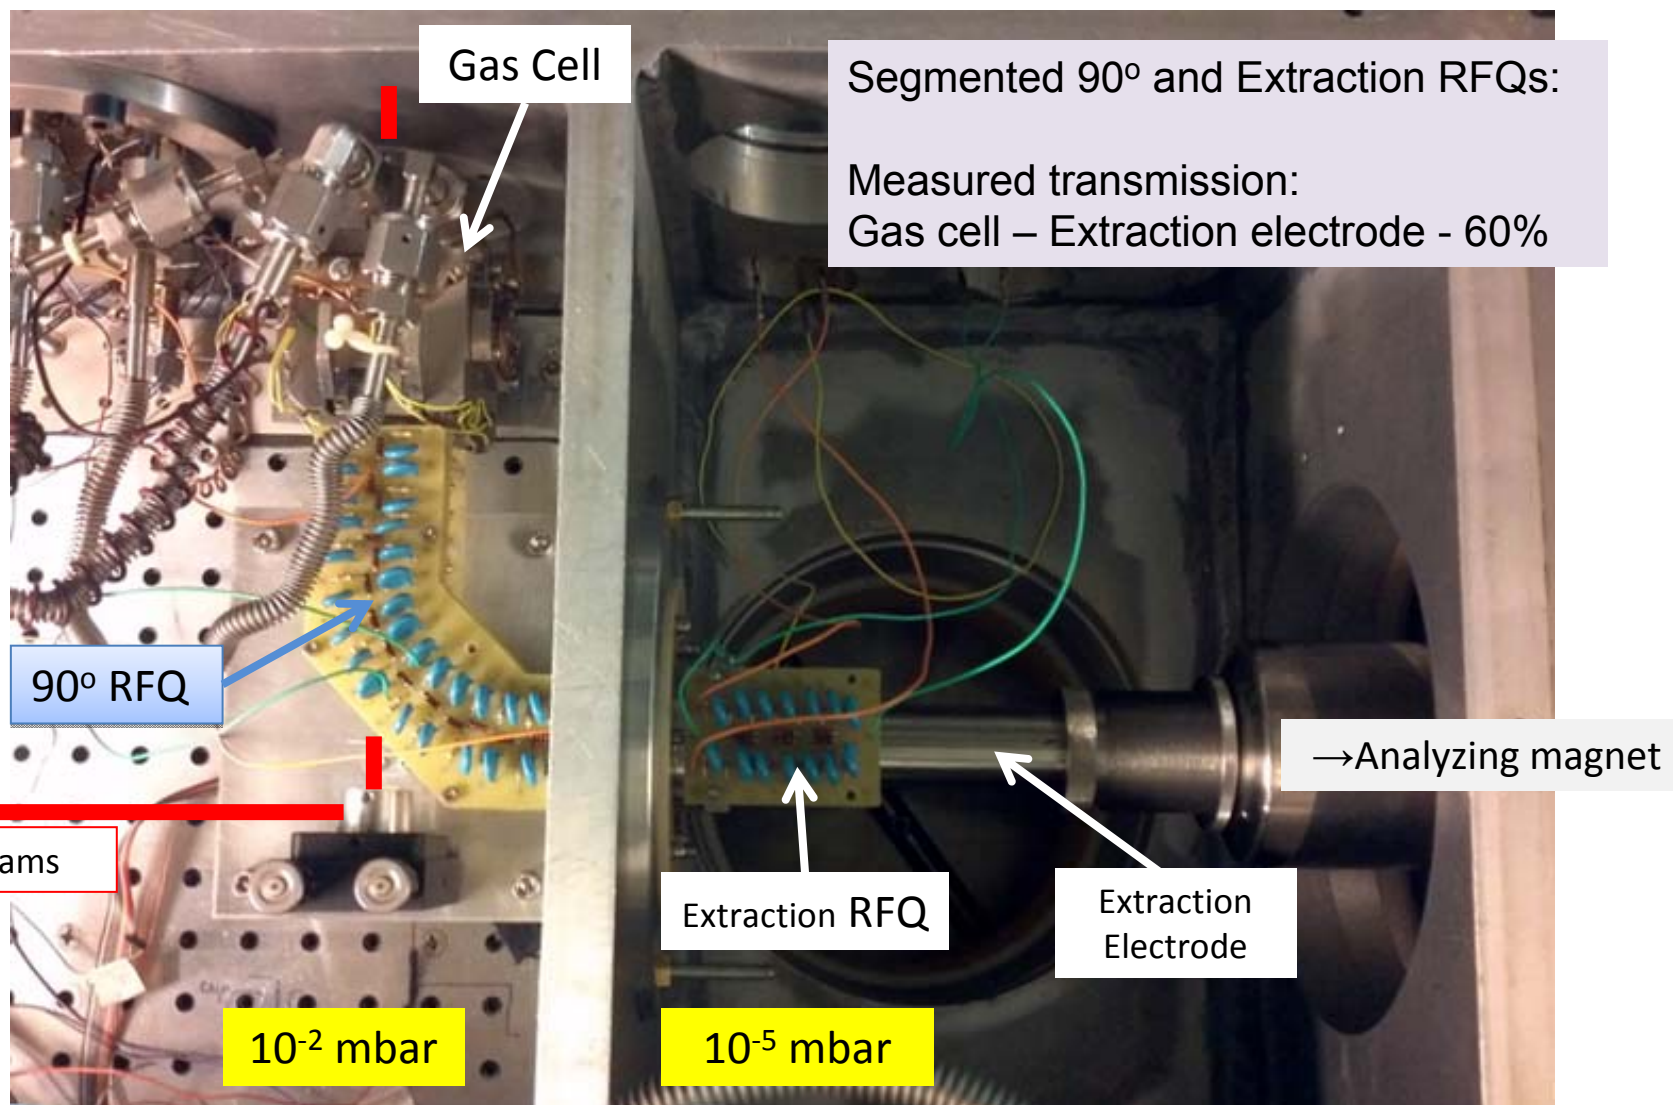 Gas Cell
Segmented 90º and Extraction RFQs:
Measured transmission:
Gas cell – Extraction electrode - 60%
90º RFQ
→Analyzing magnet
ams
Extraction RFQ
Extraction
Electrode
10⁻² mbar
10⁻⁵ mbar